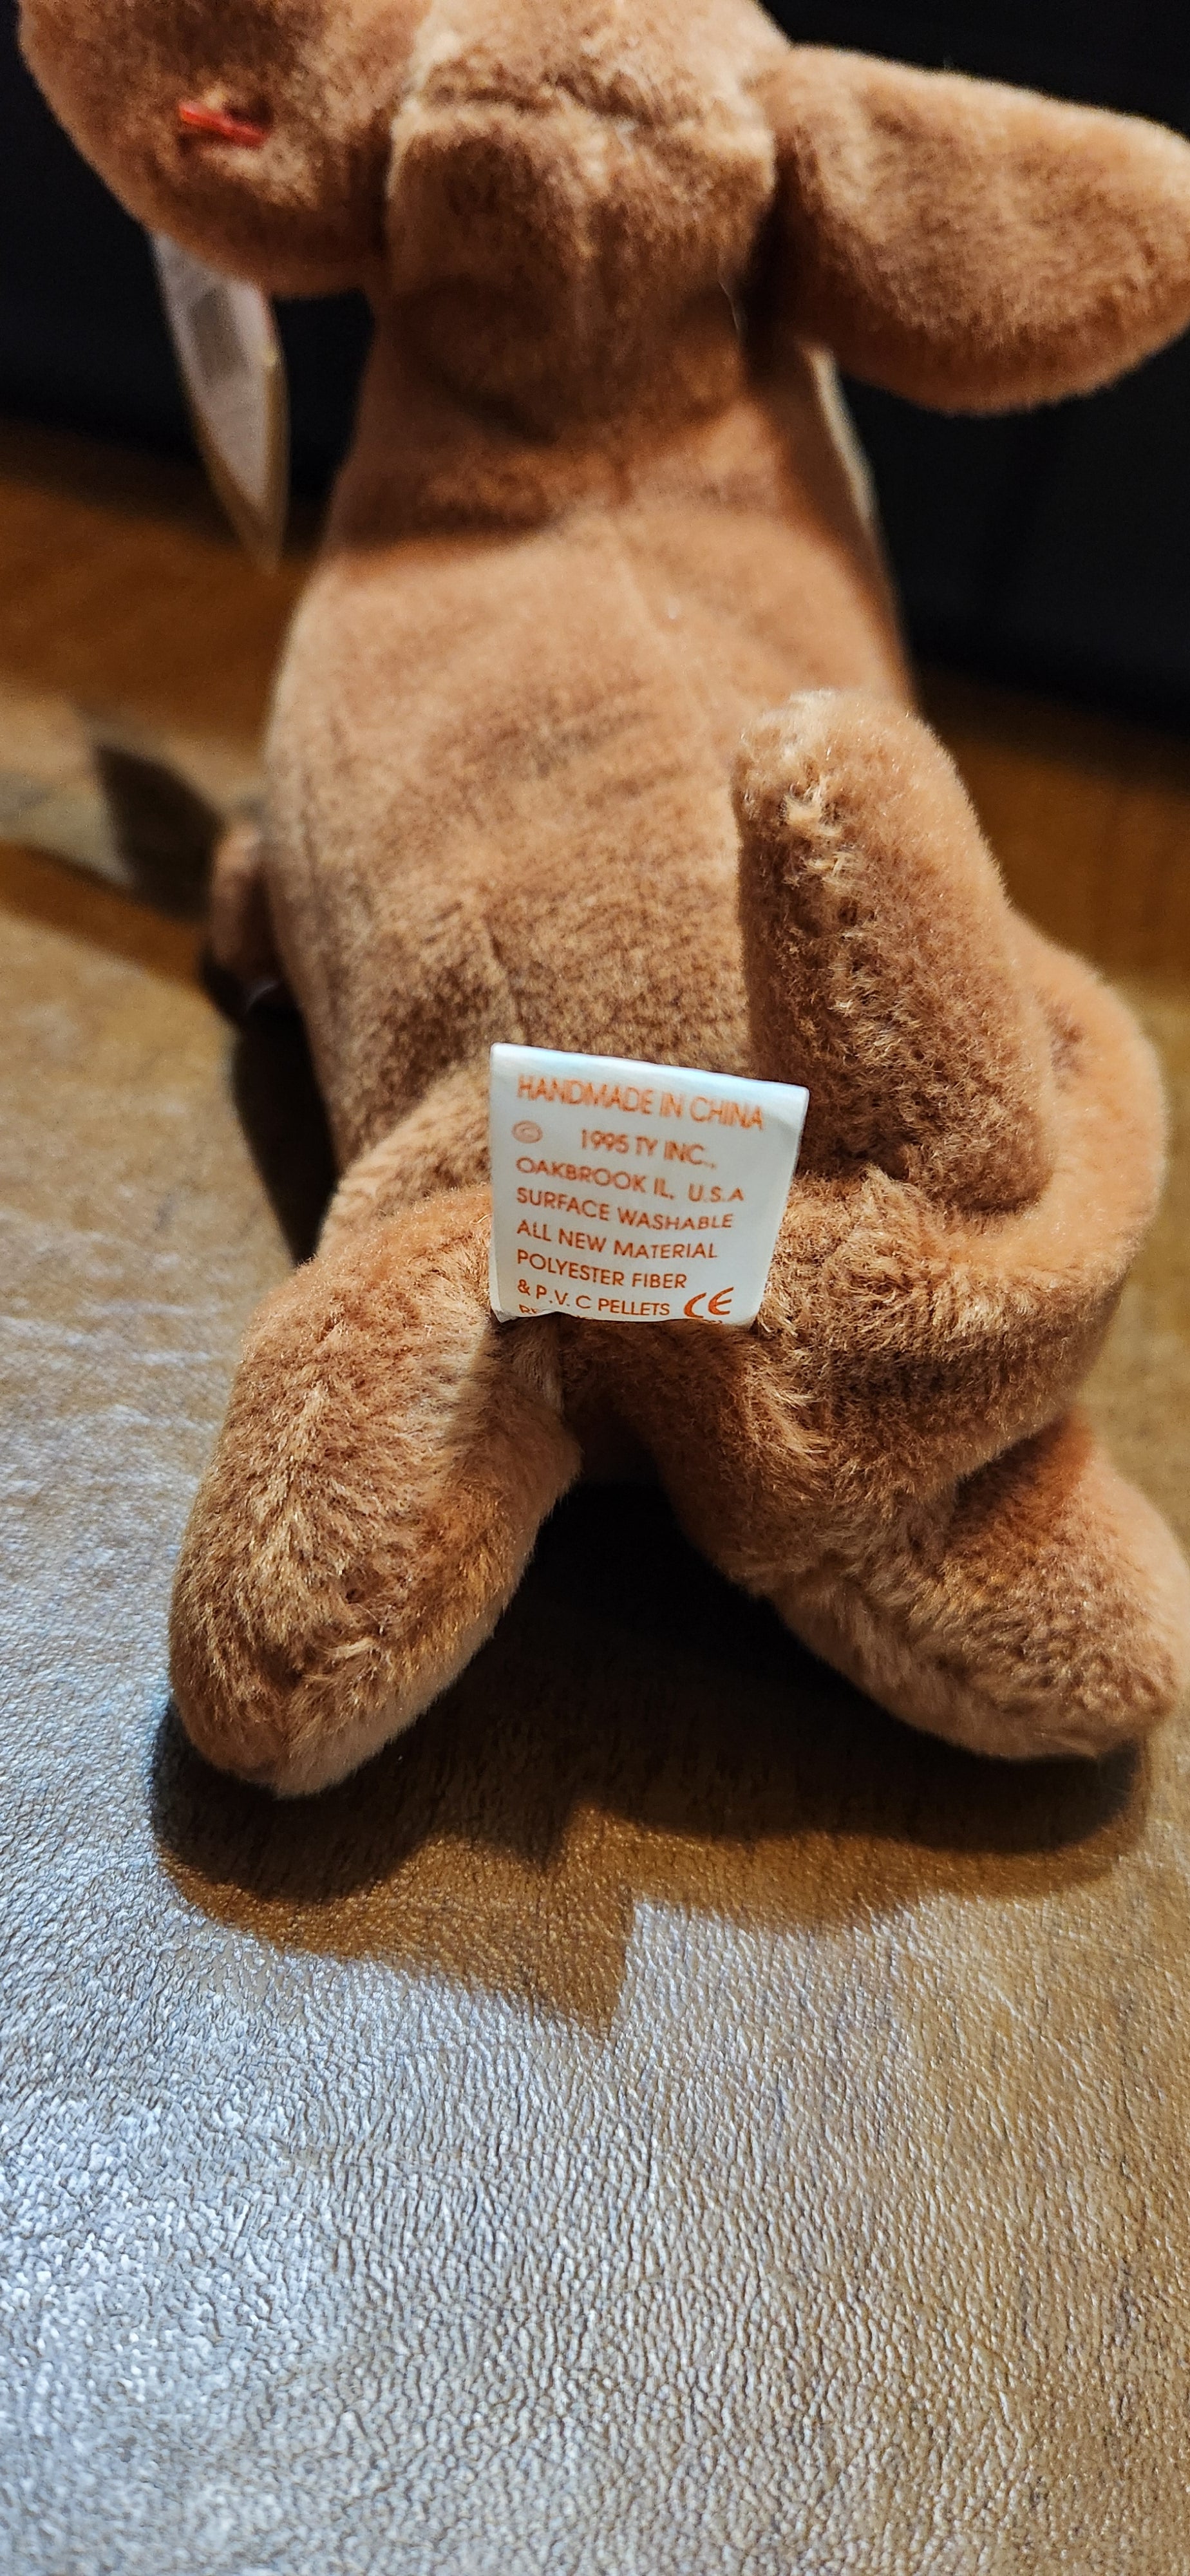 HANDMADE IN CHINA
© 1995 TY INC.,
OAKBROOK IL, U.S.A
SURFACE WASHABLE
ALL NEW MATERIAL
POLYESTER FIBER
& P.V.C PELLETS CE